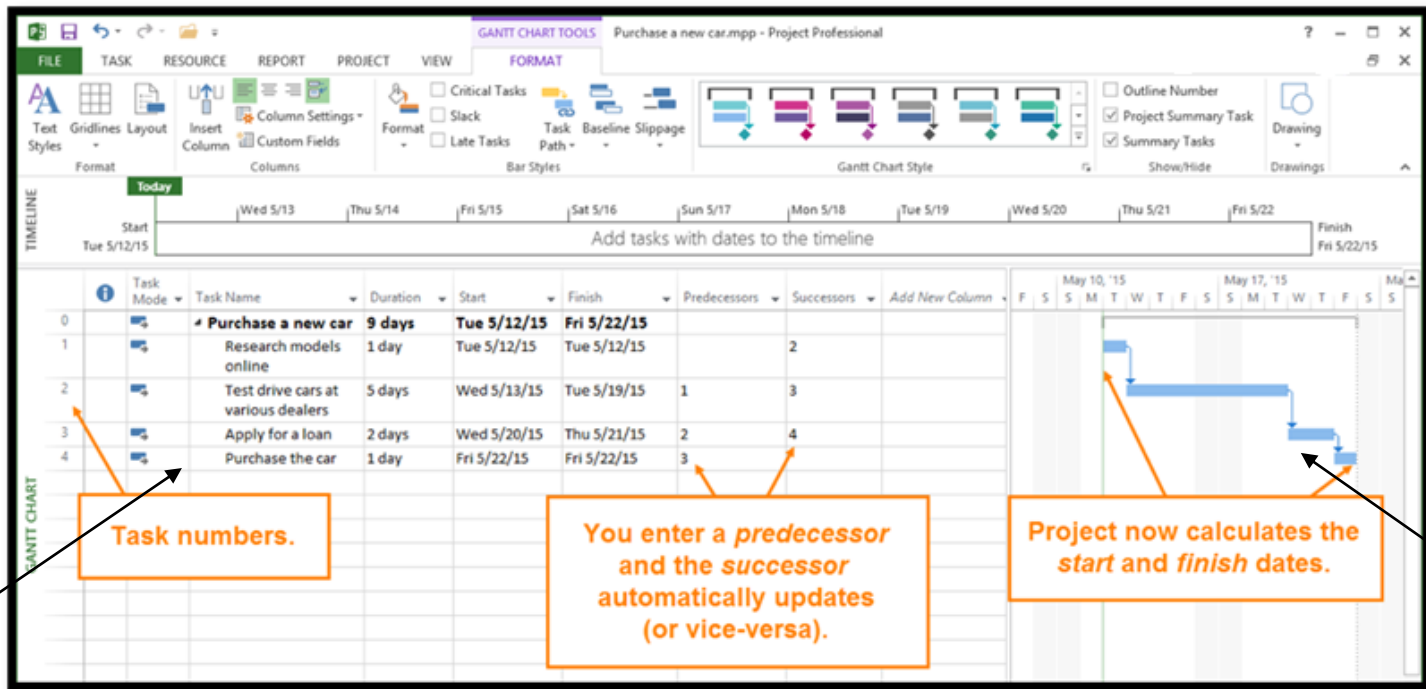 GANTT CHART TOOLS Purchase a new car.mpp - Project Professional ? – X
FILE TASK RESOURCE REPORT PROJECT VIEW FORMAT X
Text Styles
Gridlines
Layout
Format
Insert Column
Column Settings
Custom Fields
Columns
Format
Critical Tasks
Slack
Late Tasks
Task Path
Baseline
Slippage
Bar Styles
Gantt Chart Style
Outline Number
Project Summary Task
Summary Tasks
Show/Hide
Drawing
Drawings
TIMELINE
Today
Wed 5/13 Thu 5/14 Fri 5/15 Sat 5/16 Sun 5/17 Mon 5/18 Tue 5/19 Wed 5/20 Thu 5/21 Fri 5/22
Start
Tue 5/12/15
Add tasks with dates to the timeline
Finish
Fri 5/22/15
GANTT CHART
Task Mode Task Name Duration Start Finish Predecessors Successors Add New Column
May 10, '15 May 17, '15 Ma
F S S M T W T F S S M T W T F S S
0 Purchase a new car 9 days Tue 5/12/15 Fri 5/22/15
1 Research models online 1 day Tue 5/12/15 Tue 5/12/15 2
2 Test drive cars at various dealers 5 days Wed 5/13/15 Tue 5/19/15 1 3
3 Apply for a loan 2 days Wed 5/20/15 Thu 5/21/15 2 4
4 Purchase the car 1 day Fri 5/22/15 Fri 5/22/15 3
Task numbers.
You enter a predecessor
and the successor
automatically updates
(or vice-versa).
Project now calculates the
start and finish dates.